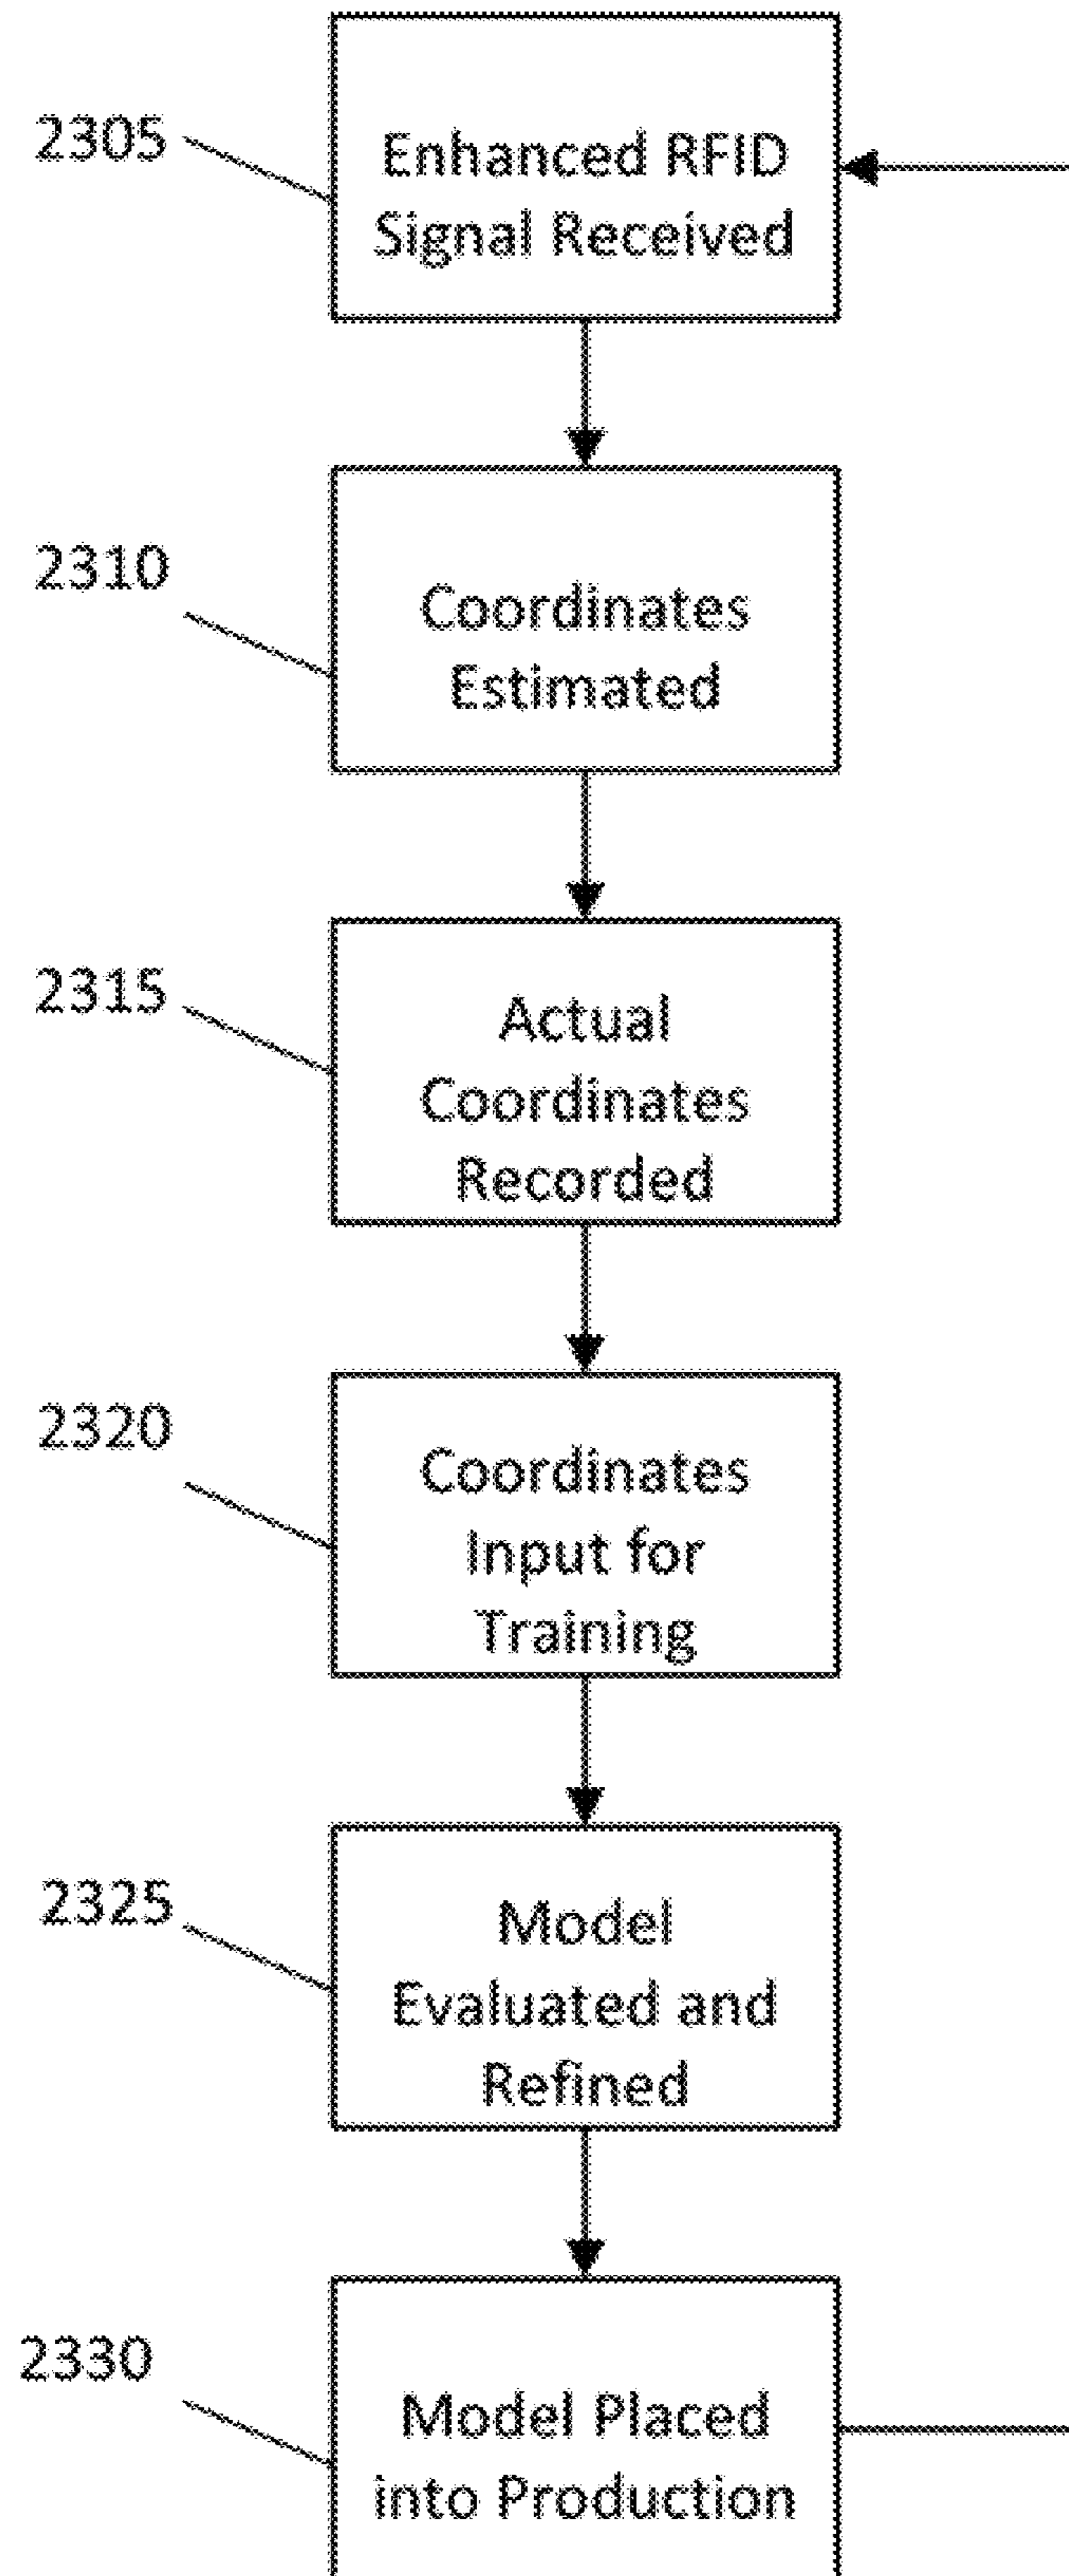 2305
Enhanced RFID
Signal Received
2310
Coordinates
Estimated
2315
Actual
Coordinates
Recorded
2320
Coordinates
Input for
Training
2325
Model
Evaluated and
Refined
2330
Model Placed
into Production